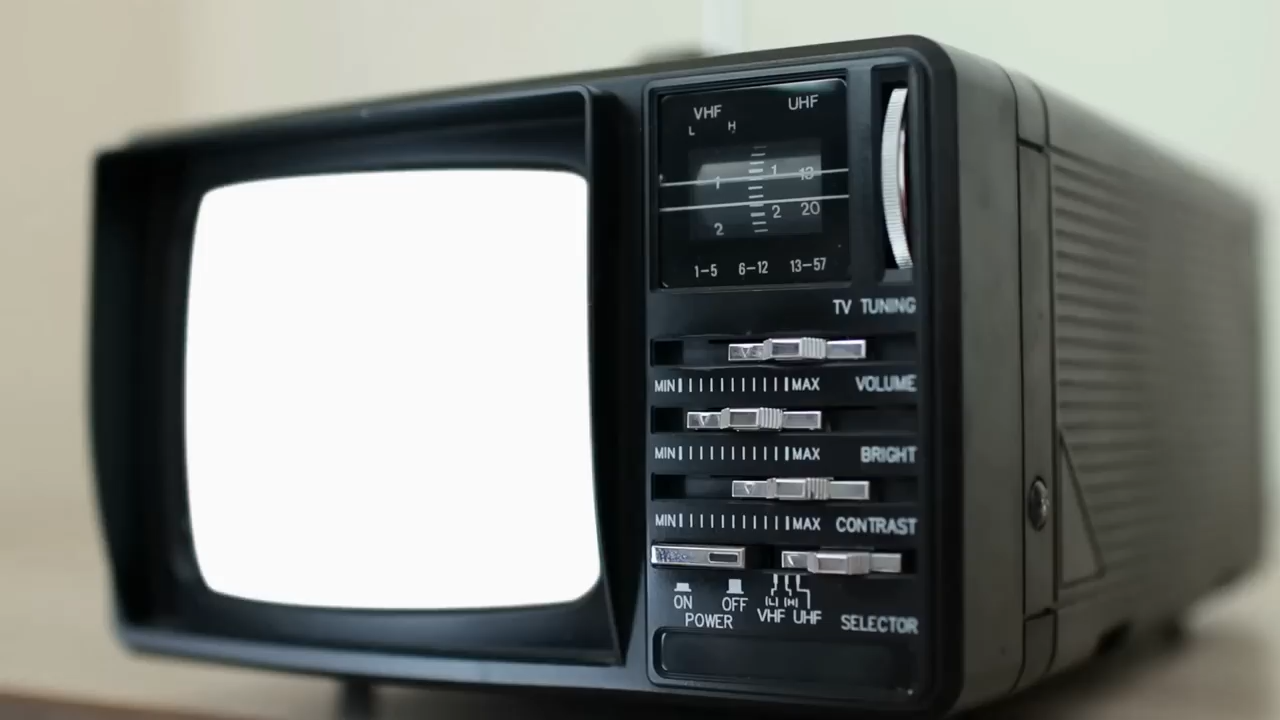 VHF UHF
L H
1 1 13
2 2 20
1-5 6-12 13-57
TV TUNING
MIN MAX VOLUME
MIN MAX BRIGHT
MIN MAX CONTRAST
ON OFF (L) (H)
POWER VHF UHF SELECTOR